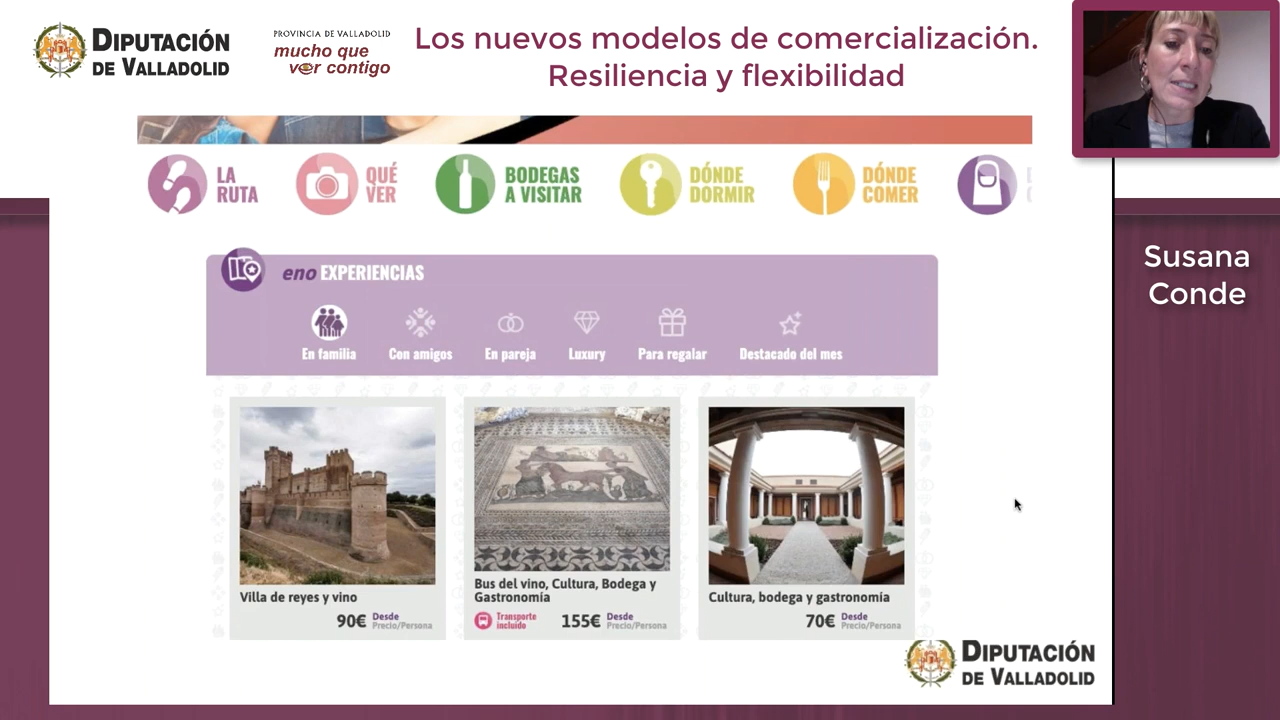 DIPUTACIÓN
DE VALLADOLID
PROVINCIA DE VALLADOLID
mucho que
ver contigo
Los nuevos modelos de comercialización.
Resiliencia y flexibilidad
LA
RUTA
QUÉ
VER
BODEGAS
A VISITAR
DÓNDE
DORMIR
DÓNDE
COMER
Susana
Conde
eno EXPERIENCIAS
En familia
Con amigos
En pareja
Luxury
Para regalar
Destacado del mes
Villa de reyes y vino
90€ Desde
Precio/Persona
Bus del vino, Cultura, Bodega y
Gastronomía
Transporte
incluido
155€ Desde
Precio/Persona
Cultura, bodega y gastronomía
70€ Desde
Precio/Persona
DIPUTACIÓN
DE VALLADOLID